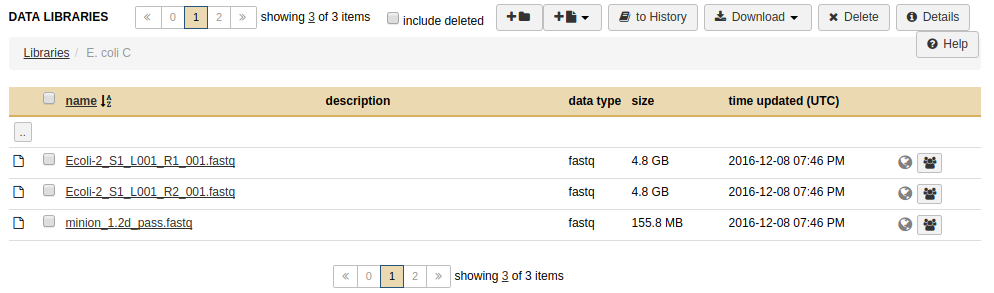 DATA LIBRARIES « 0 1 2 » showing 3 of 3 items include deleted to History Download Delete Details
Help
Libraries / E. coli C
name description data type size time updated (UTC)
..
Ecoli-2_S1_L001_R1_001.fastq fastq 4.8 GB 2016-12-08 07:46 PM
Ecoli-2_S1_L001_R2_001.fastq fastq 4.8 GB 2016-12-08 07:46 PM
minion_1.2d_pass.fastq fastq 155.8 MB 2016-12-08 07:46 PM
« 0 1 2 » showing 3 of 3 items